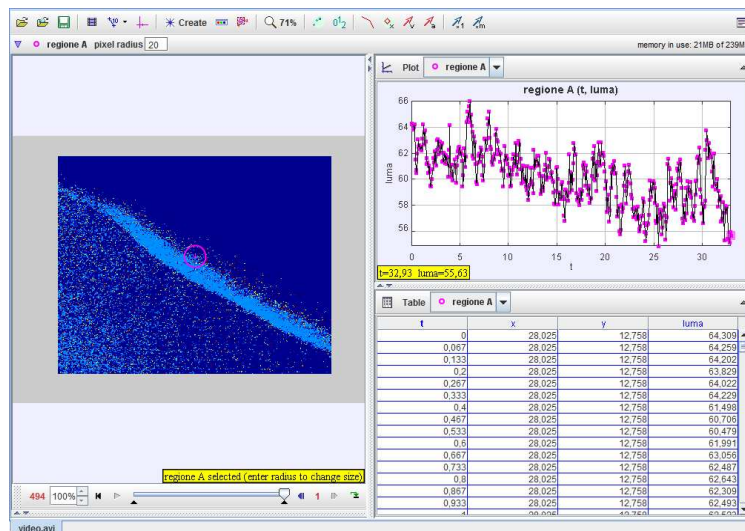 Create 71%
regione A pixel radius 20 memory in use: 21MB of 239M
Plot regione A
regione A (t, luma)
66
64
62
60
58
56
luma
0 5 10 15 20 25 30
t
t=32,93 luma=55,63
Table regione A
t x y luma
0 28,025 12,758 64,309
0,067 28,025 12,758 64,259
0,133 28,025 12,758 64,202
0,2 28,025 12,758 63,829
0,267 28,025 12,758 64,022
0,333 28,025 12,758 64,229
0,4 28,025 12,758 61,498
0,467 28,025 12,758 60,706
0,533 28,025 12,758 60,479
0,6 28,025 12,758 61,991
0,667 28,025 12,758 63,056
0,733 28,025 12,758 62,487
0,8 28,025 12,758 62,643
0,867 28,025 12,758 62,309
0,933 28,025 12,758 62,493
regione A selected (enter radius to change size)
494 100% 1
video.avi